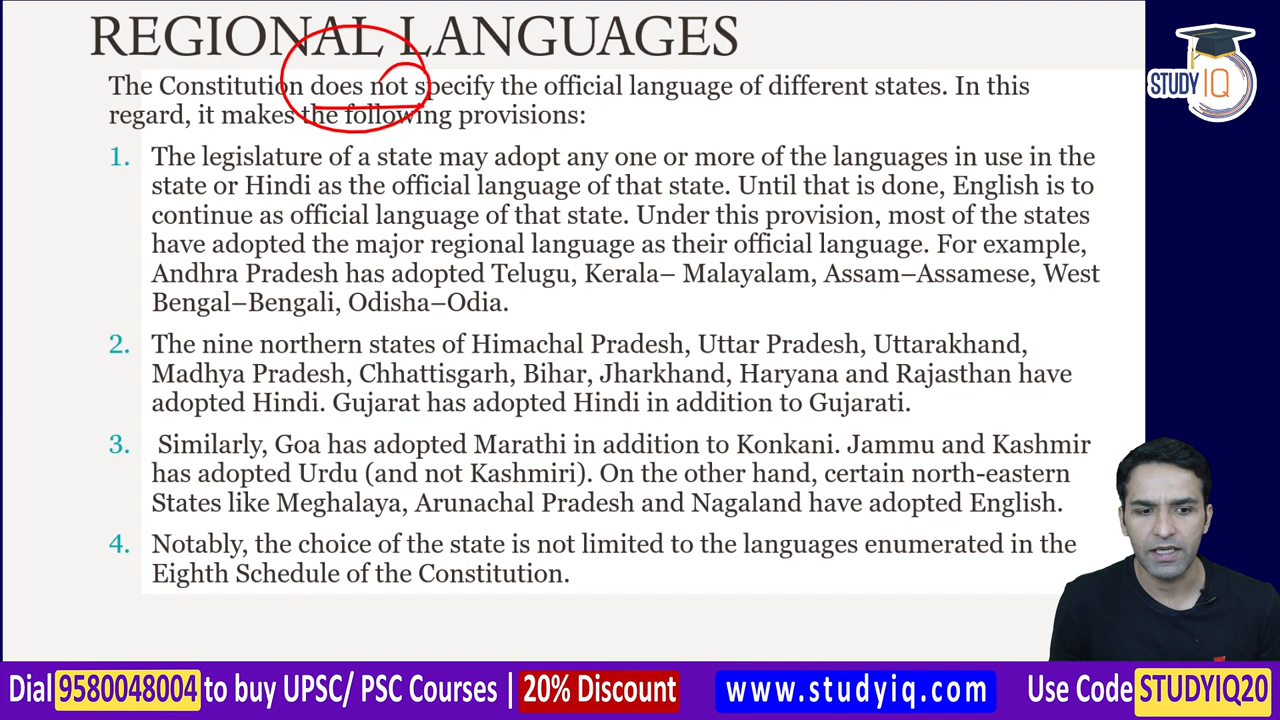 REGIONAL LANGUAGES
STUDY IQ
The Constitution does not specify the official language of different states. In this
regard, it makes the following provisions:
1. The legislature of a state may adopt any one or more of the languages in use in the
state or Hindi as the official language of that state. Until that is done, English is to
continue as official language of that state. Under this provision, most of the states
have adopted the major regional language as their official language. For example,
Andhra Pradesh has adopted Telugu, Kerala– Malayalam, Assam–Assamese, West
Bengal–Bengali, Odisha–Odia.
2. The nine northern states of Himachal Pradesh, Uttar Pradesh, Uttarakhand,
Madhya Pradesh, Chhattisgarh, Bihar, Jharkhand, Haryana and Rajasthan have
adopted Hindi. Gujarat has adopted Hindi in addition to Gujarati.
3. Similarly, Goa has adopted Marathi in addition to Konkani. Jammu and Kashmir
has adopted Urdu (and not Kashmiri). On the other hand, certain north-eastern
States like Meghalaya, Arunachal Pradesh and Nagaland have adopted English.
4. Notably, the choice of the state is not limited to the languages enumerated in the
Eighth Schedule of the Constitution.
Dial 9580048004 to buy UPSC/ PSC Courses | 20% Discount www.studyiq.com Use Code STUDYIQ20